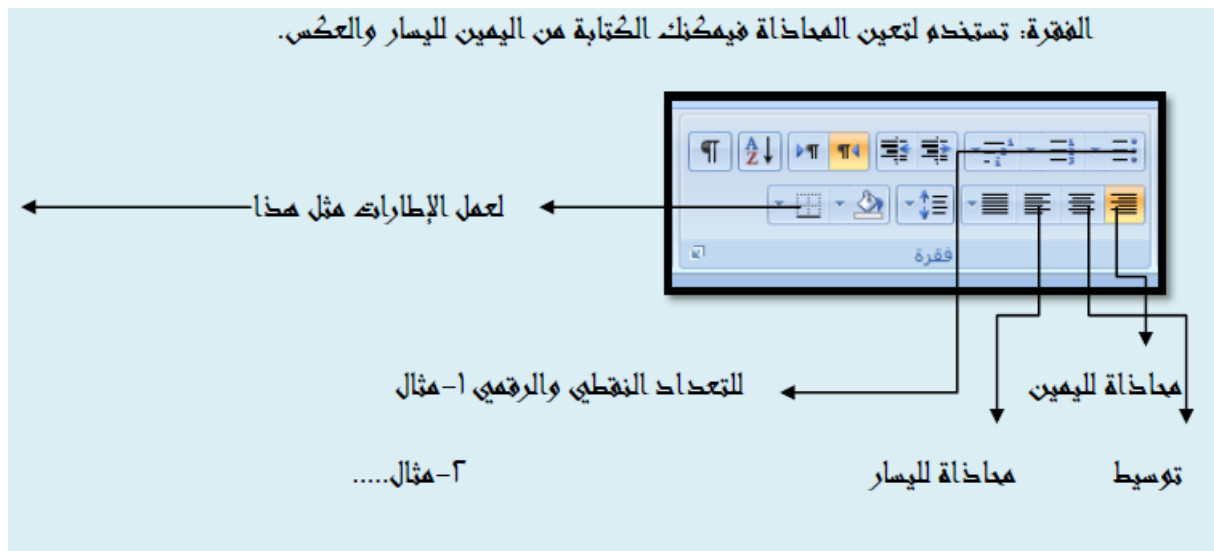 الفقرة: تستخدم لتعين المحاذاة فيمكنك الكتابة من اليمين لليسار والعكس.
فقرة
لعمل الإطارات مثل هذا
محاذاة لليمين
للتعداد النقطي والرقمي ١-مثال
توسيط
محاذاة لليسار
٢-مثال.....